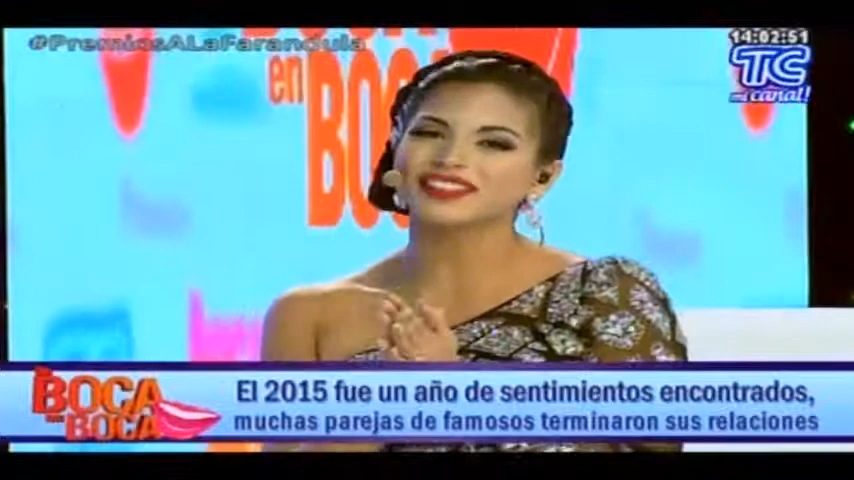 #PremiosALaFarandula
14:02:51
TC
mi canal!
en
BOCA
BOCA
en BOCA
El 2015 fue un año de sentimientos encontrados,
muchas parejas de famosos terminaron sus relaciones